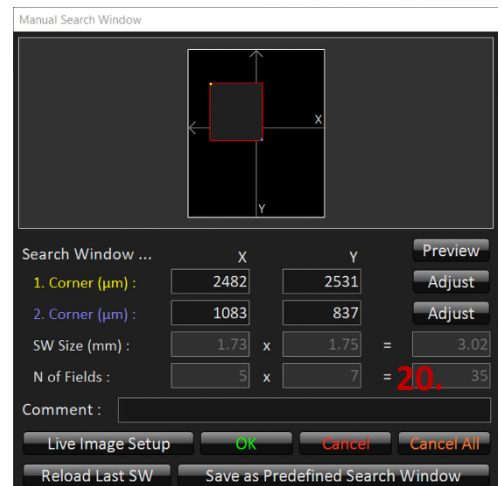 Manual Search Window
X
Y
Search Window ... X Y Preview
1. Corner (µm) : 2482 2531 Adjust
2. Corner (µm) : 1083 837 Adjust
SW Size (mm) : 1.73 x 1.75 = 3.02
N of Fields : 5 x 7 = 20. 35
Comment :
Live Image Setup OK Cancel Cancel All
Reload Last SW Save as Predefined Search Window